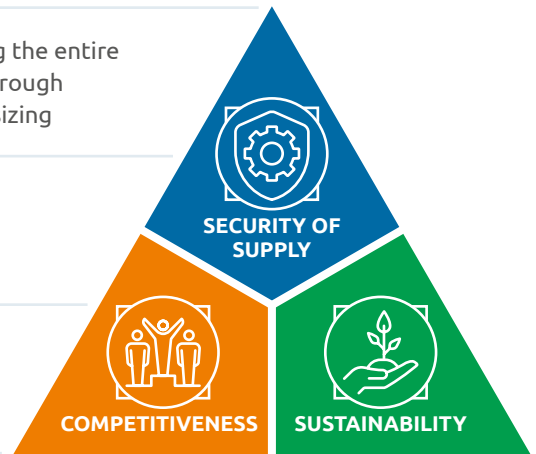 g the entire
rough
izing
SECURITY OF
SUPPLY
COMPETITIVENESS
SUSTAINABILITY